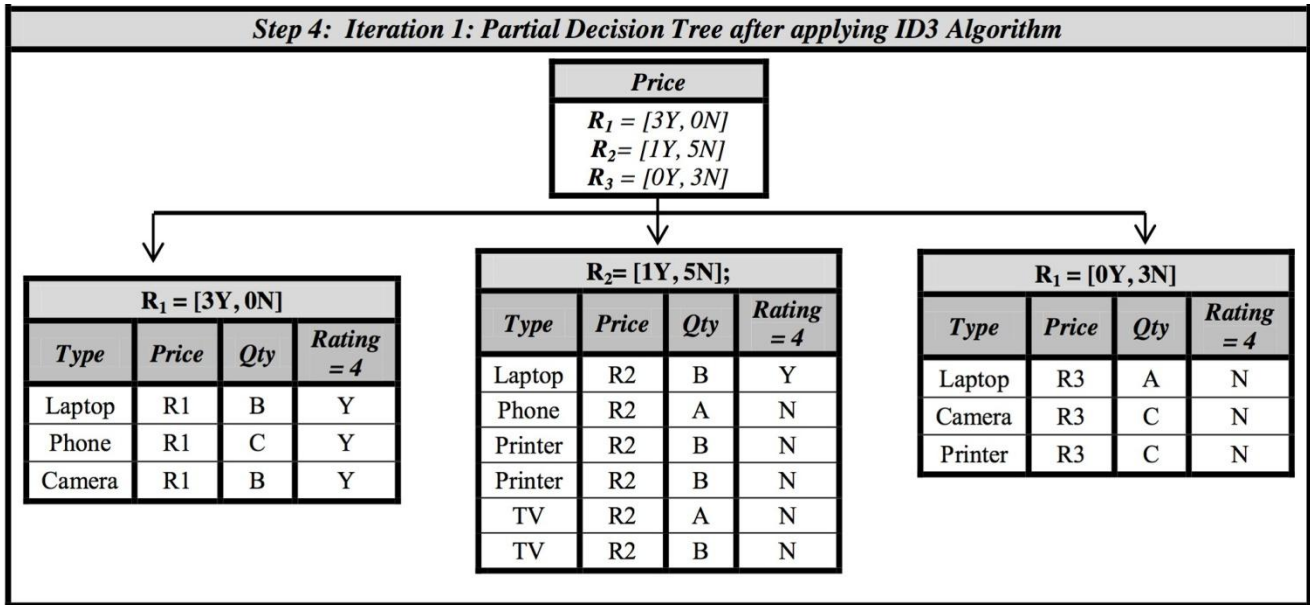 Step 4: Iteration 1: Partial Decision Tree after applying ID3 Algorithm
Price
R1 = [3Y, 0N]
R2= [1Y, 5N]
R3 = [0Y, 3N]
R1 = [3Y, 0N]
Type Price Qty Rating = 4
Laptop R1 B Y
Phone R1 C Y
Camera R1 B Y
R2= [1Y, 5N];
Type Price Qty Rating = 4
Laptop R2 B Y
Phone R2 A N
Printer R2 B N
Printer R2 B N
TV R2 A N
TV R2 B N
R1 = [0Y, 3N]
Type Price Qty Rating = 4
Laptop R3 A N
Camera R3 C N
Printer R3 C N